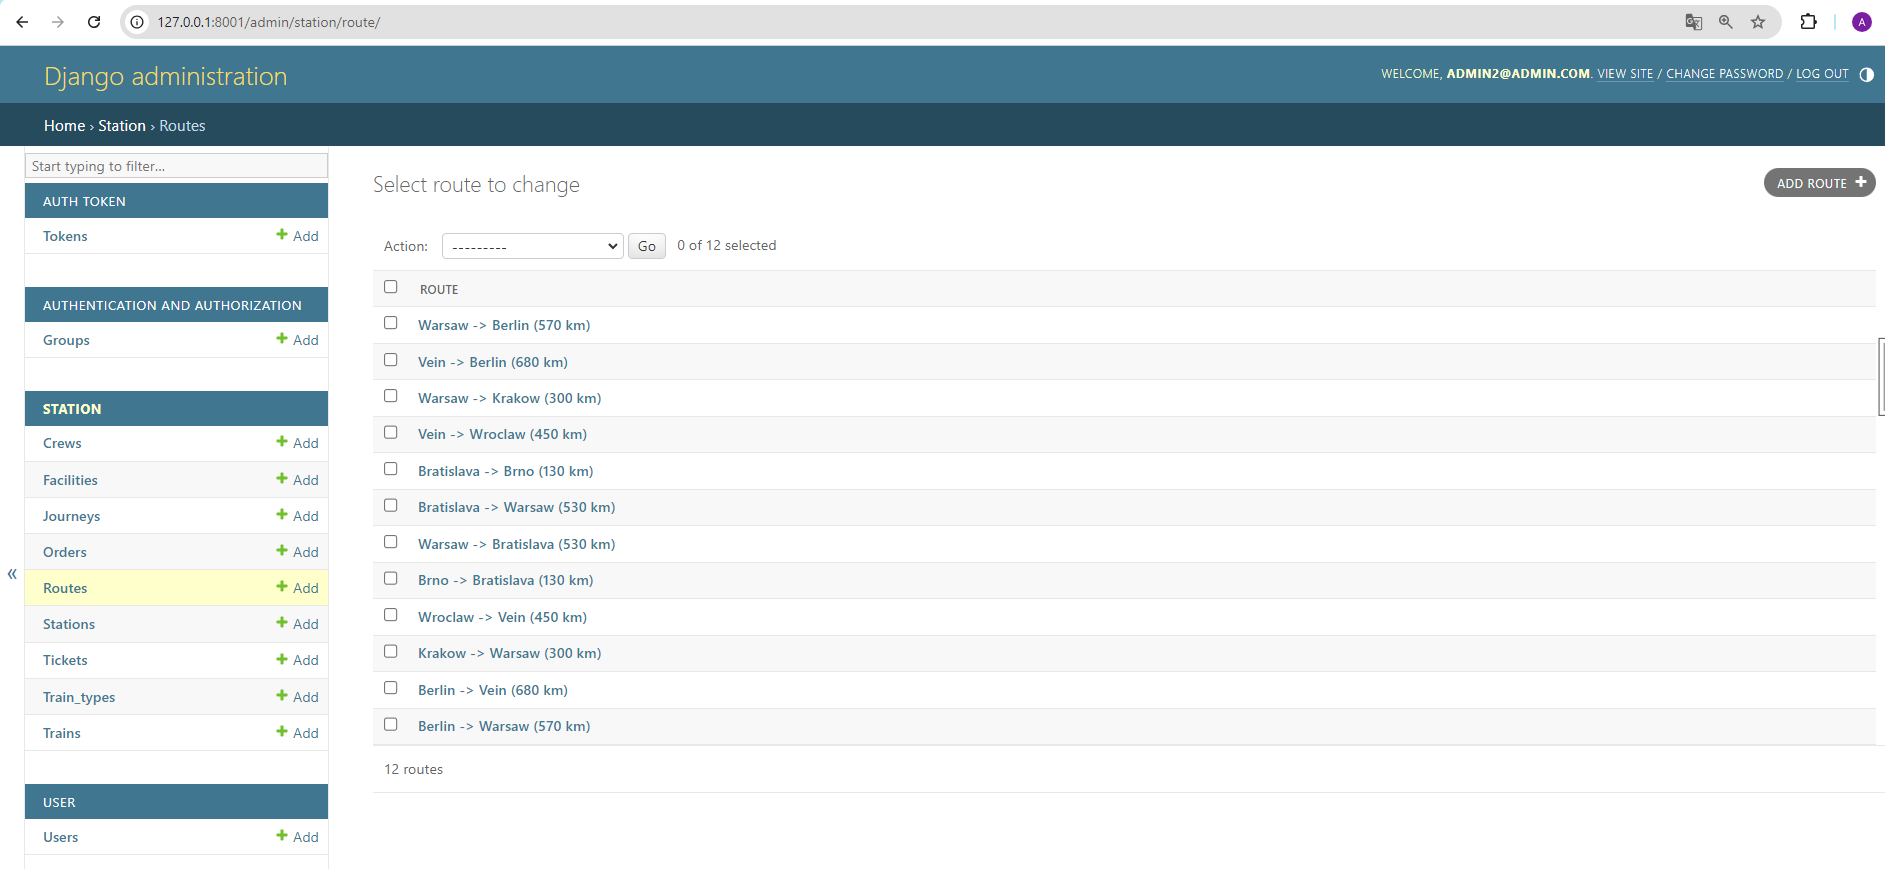 127.0.0.1:8001/admin/station/route/
A
Django administration
WELCOME, ADMIN2@ADMIN.COM. VIEW SITE / CHANGE PASSWORD / LOG OUT
Home › Station › Routes
Start typing to filter...
AUTH TOKEN
Tokens + Add
AUTHENTICATION AND AUTHORIZATION
Groups + Add
STATION
Crews + Add
Facilities + Add
Journeys + Add
Orders + Add
«
Routes + Add
Stations + Add
Tickets + Add
Train_types + Add
Trains + Add
USER
Users + Add
Select route to change
ADD ROUTE +
Action: --------- Go 0 of 12 selected
ROUTE
Warsaw -> Berlin (570 km)
Vein -> Berlin (680 km)
Warsaw -> Krakow (300 km)
Vein -> Wroclaw (450 km)
Bratislava -> Brno (130 km)
Bratislava -> Warsaw (530 km)
Warsaw -> Bratislava (530 km)
Brno -> Bratislava (130 km)
Wroclaw -> Vein (450 km)
Krakow -> Warsaw (300 km)
Berlin -> Vein (680 km)
Berlin -> Warsaw (570 km)
12 routes